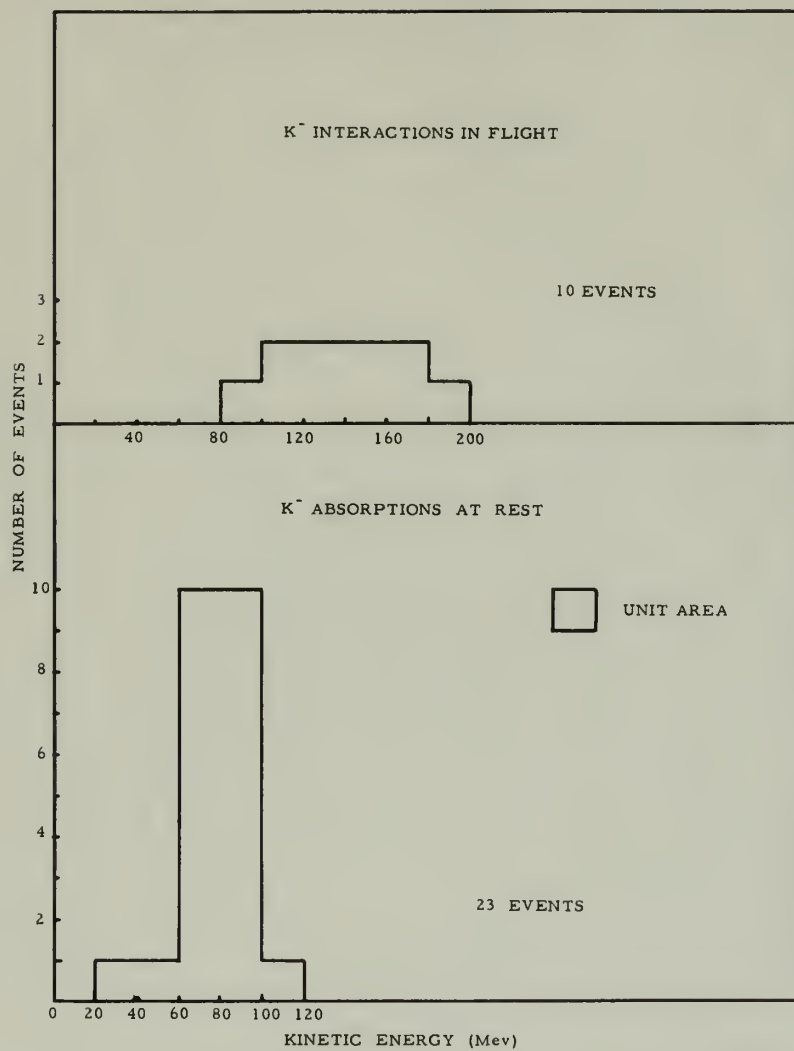 K⁻ INTERACTIONS IN FLIGHT
10 EVENTS
3
2
1
40 80 120 160 200
NUMBER OF EVENTS
K⁻ ABSORPTIONS AT REST
10
UNIT AREA
8
6
4
23 EVENTS
2
0 20 40 60 80 100 120
KINETIC ENERGY (Mev)